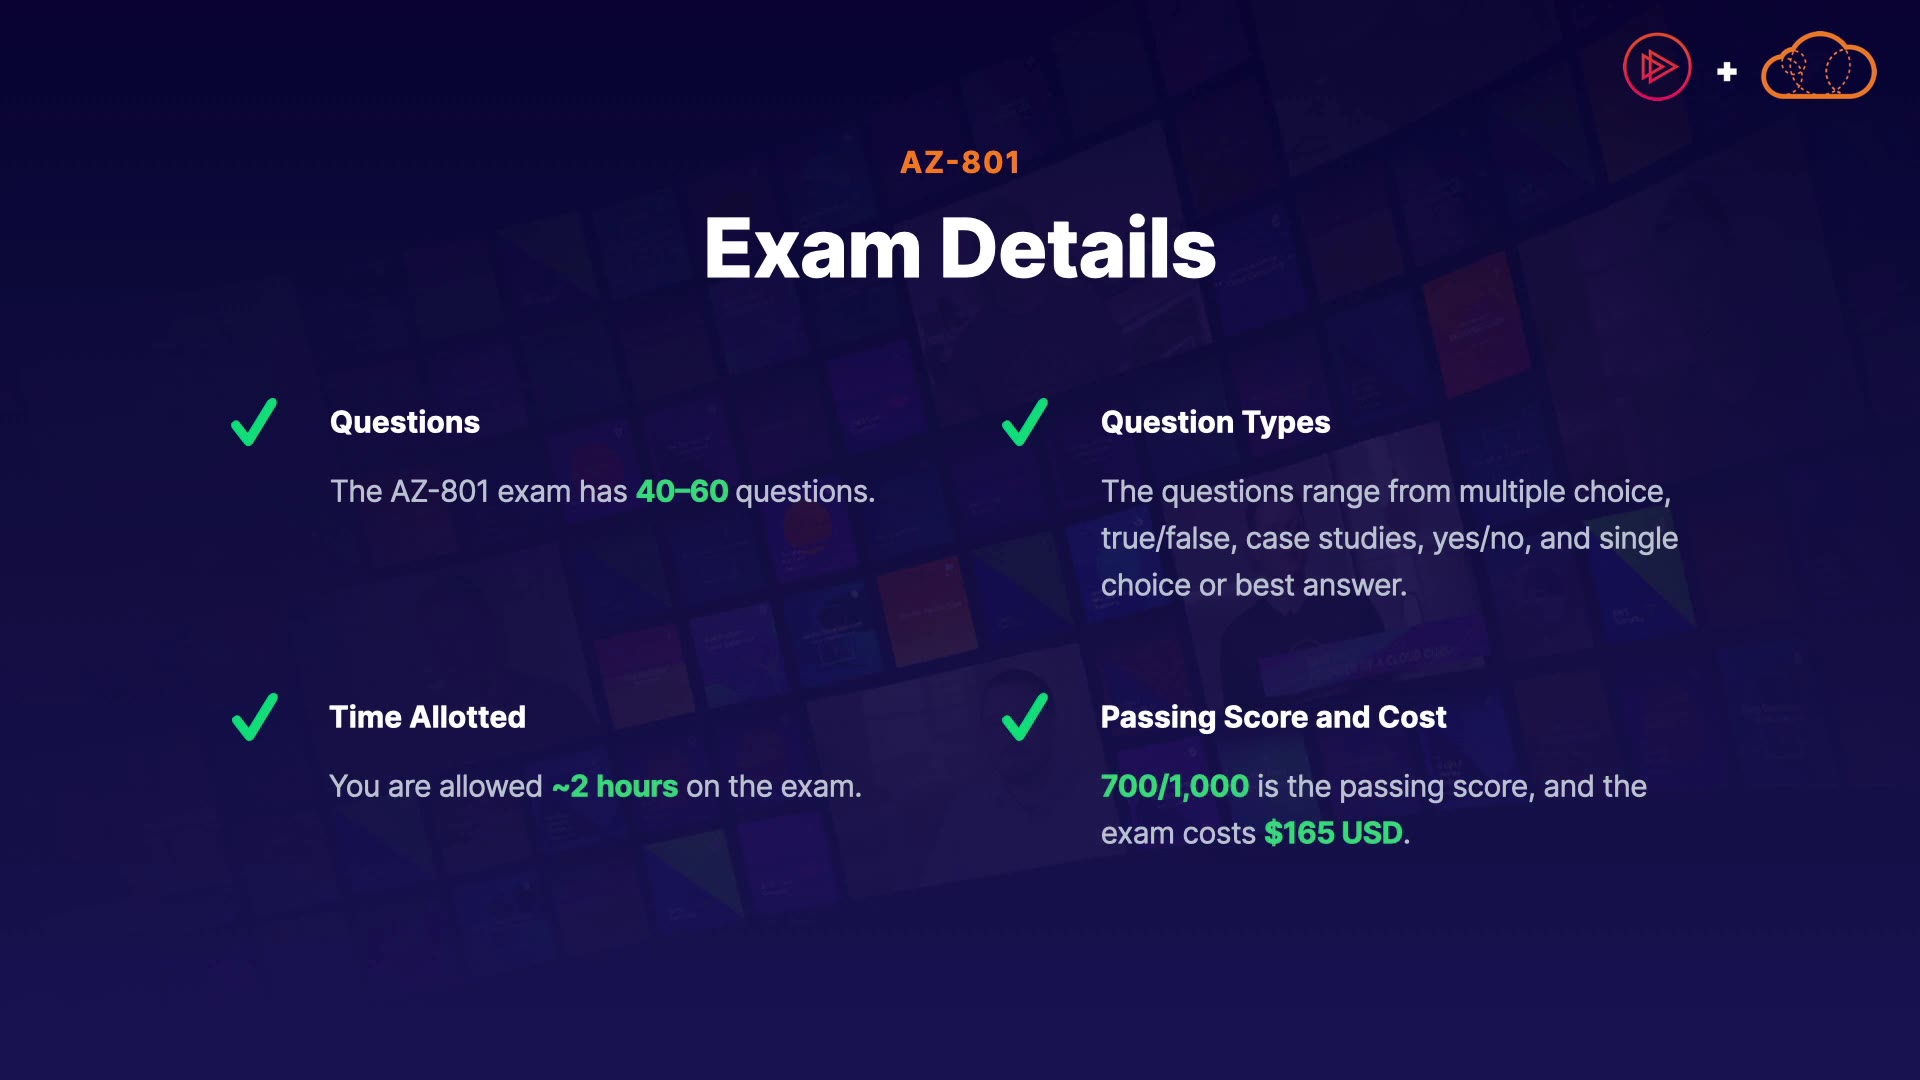 AZ-801
Exam Details
Questions
The AZ-801 exam has 40–60 questions.
Question Types
The questions range from multiple choice,
true/false, case studies, yes/no, and single
choice or best answer.
Time Allotted
You are allowed ~2 hours on the exam.
Passing Score and Cost
700/1,000 is the passing score, and the
exam costs $165 USD.